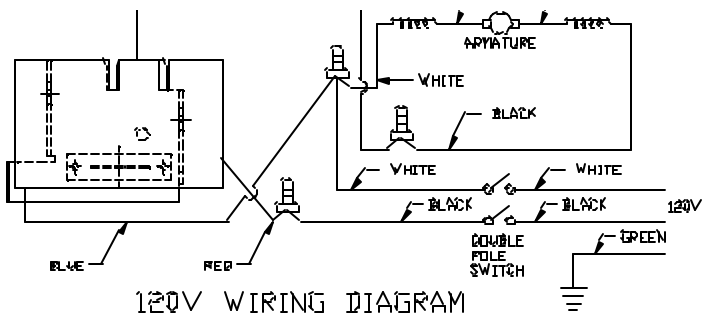 ARMATURE
WHITE
BLACK
WHITE
WHITE
BLACK
BLACK
120V
GREEN
DOUBLE
POLE
SWITCH
BLUE
RED
120V WIRING DIAGRAM